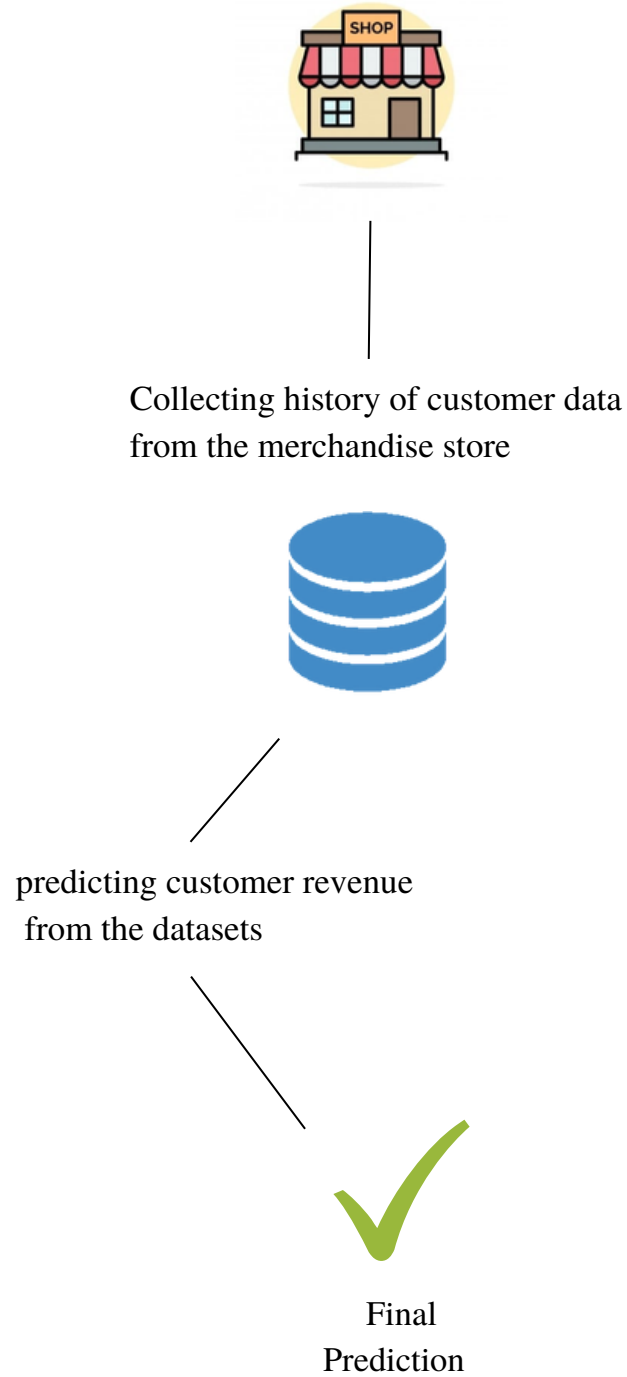 SHOP
Collecting history of customer data
from the merchandise store
predicting customer revenue
from the datasets
Final
Prediction